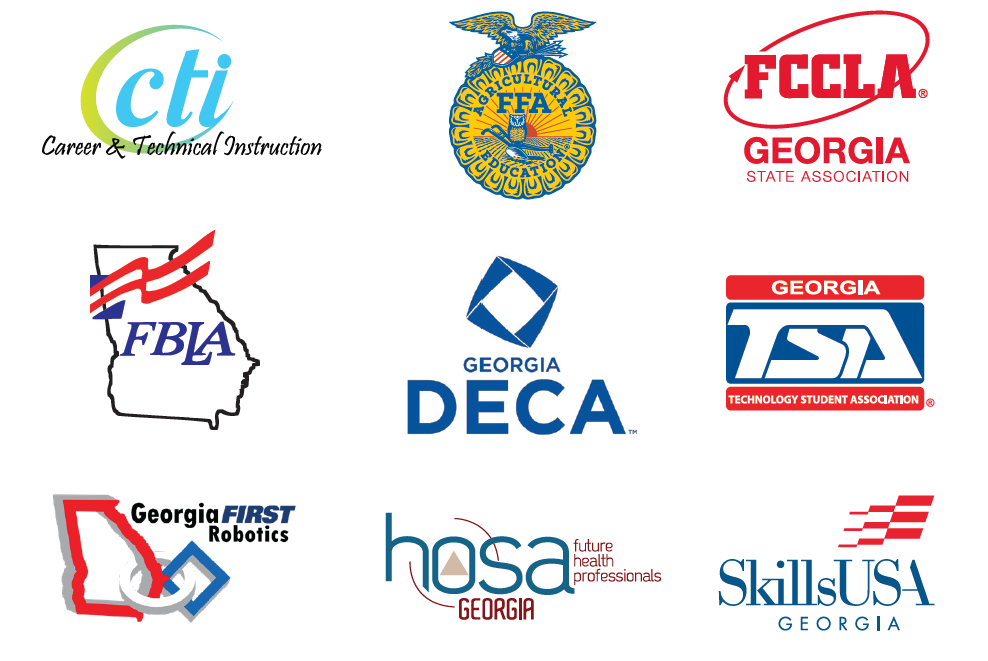 cti
Career & Technical Instruction
AGRICULTURAL
FFA
EDUCATION
FCCLA®
GEORGIA
STATE ASSOCIATION
FBLA
GEORGIA
DECA™
GEORGIA
TSA
TECHNOLOGY STUDENT ASSOCIATION ®
Georgia FIRST
Robotics
hosa
future
health
professionals
GEORGIA
SkillsUSA
GEORGIA